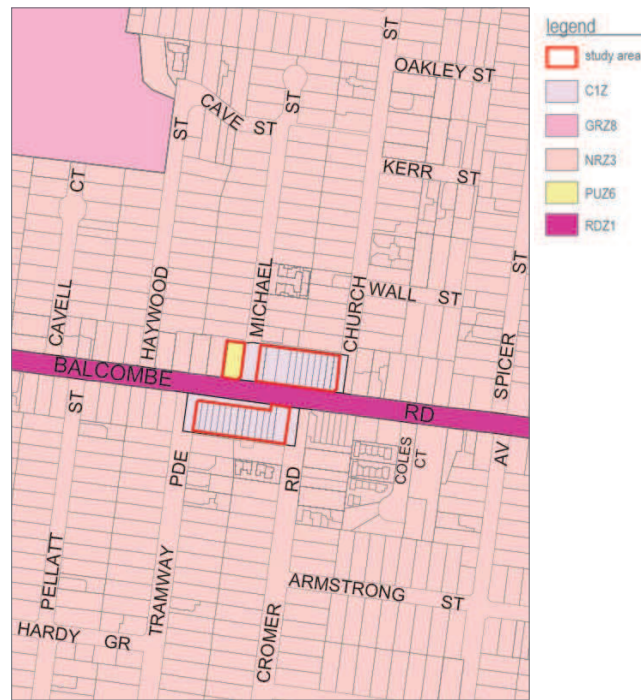 legend
study area
C1Z
GRZ8
NRZ3
PUZ6
RDZ1
OAKLEY ST
ST
CAVE ST
ST
ST
KERR ST
CAVELL CT
HAYWOOD
MICHAEL
CHURCH
WALL ST
SPICER ST
BALCOMBE RD
PELLATT ST
TRAMWAY PDE
CROMER RD
COLES CT
AV
ARMSTRONG ST
HARDY GR